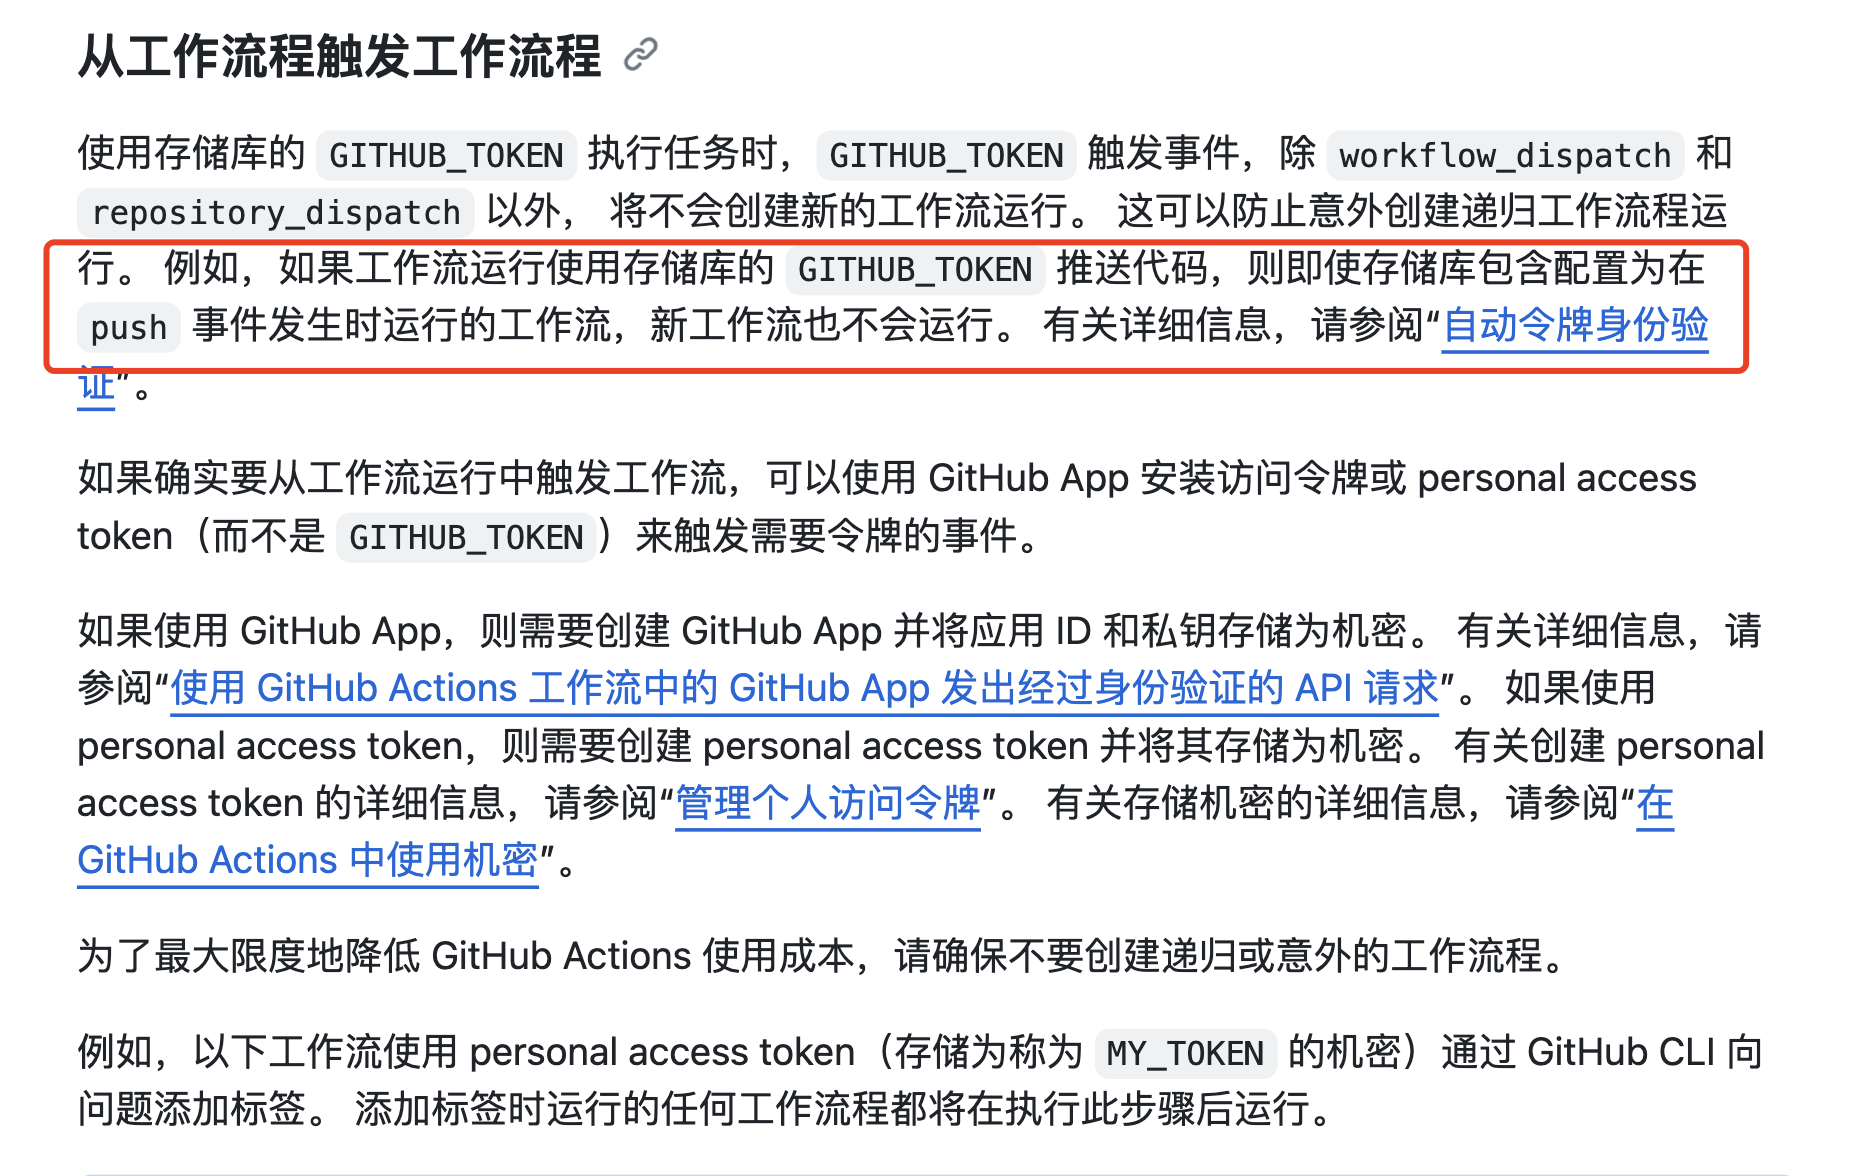 从工作流程触发工作流程
使用存储库的 GITHUB_TOKEN 执行任务时，GITHUB_TOKEN 触发事件，除 workflow_dispatch 和
repository_dispatch 以外， 将不会创建新的工作流运行。 这可以防止意外创建递归工作流程运
行。 例如，如果工作流运行使用存储库的 GITHUB_TOKEN 推送代码，则即使存储库包含配置为在
push 事件发生时运行的工作流，新工作流也不会运行。 有关详细信息，请参阅“自动令牌身份验
证”。
如果确实要从工作流运行中触发工作流，可以使用 GitHub App 安装访问令牌或 personal access
token（而不是 GITHUB_TOKEN）来触发需要令牌的事件。
如果使用 GitHub App，则需要创建 GitHub App 并将应用 ID 和私钥存储为机密。 有关详细信息，请
参阅“使用 GitHub Actions 工作流中的 GitHub App 发出经过身份验证的 API 请求”。 如果使用
personal access token，则需要创建 personal access token 并将其存储为机密。 有关创建 personal
access token 的详细信息，请参阅“管理个人访问令牌”。 有关存储机密的详细信息，请参阅“在
GitHub Actions 中使用机密”。
为了最大限度地降低 GitHub Actions 使用成本，请确保不要创建递归或意外的工作流程。
例如，以下工作流使用 personal access token（存储为称为 MY_TOKEN 的机密）通过 GitHub CLI 向
问题添加标签。 添加标签时运行的任何工作流程都将在执行此步骤后运行。